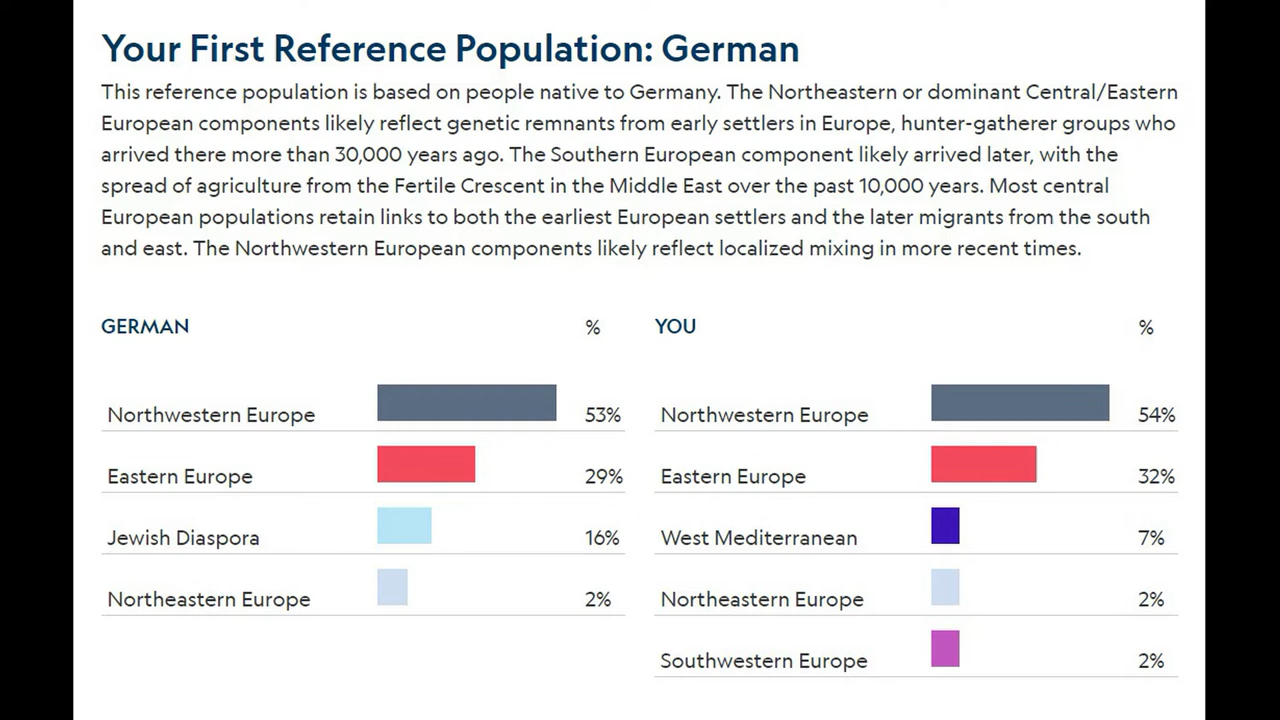 Your First Reference Population: German
This reference population is based on people native to Germany. The Northeastern or dominant Central/Eastern
European components likely reflect genetic remnants from early settlers in Europe, hunter-gatherer groups who
arrived there more than 30,000 years ago. The Southern European component likely arrived later, with the
spread of agriculture from the Fertile Crescent in the Middle East over the past 10,000 years. Most central
European populations retain links to both the earliest European settlers and the later migrants from the south
and east. The Northwestern European components likely reflect localized mixing in more recent times.
GERMAN %
Northwestern Europe 53%
Eastern Europe 29%
Jewish Diaspora 16%
Northeastern Europe 2%
YOU %
Northwestern Europe 54%
Eastern Europe 32%
West Mediterranean 7%
Northeastern Europe 2%
Southwestern Europe 2%